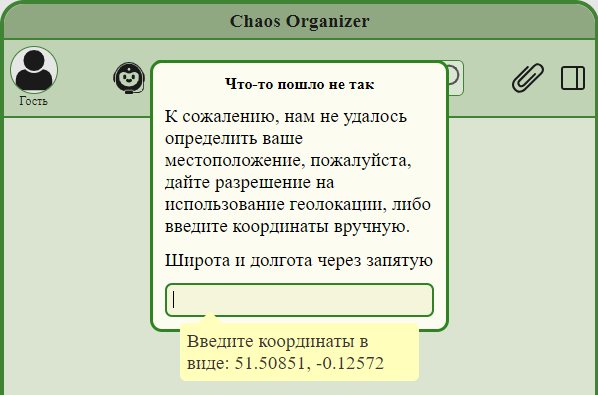 Chaos Organizer
Гость
Что-то пошло не так
К сожалению, нам не удалось
определить ваше
местоположение, пожалуйста,
дайте разрешение на
использование геолокации, либо
введите координаты вручную.
Широта и долгота через запятую
Введите координаты в
виде: 51.50851, -0.12572